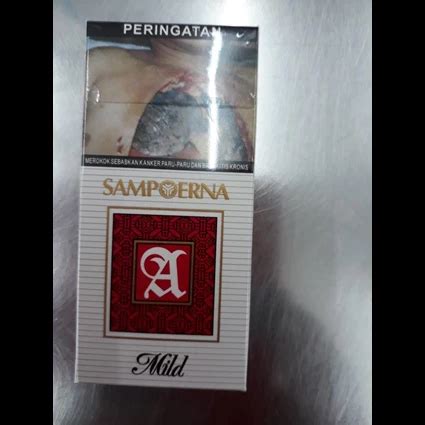 PERINGATAN
MEROKOK SEBABKAN KANKER PARU-PARU DAN BRONKITIS KRONIS
SAMPOERNA
A
Mild